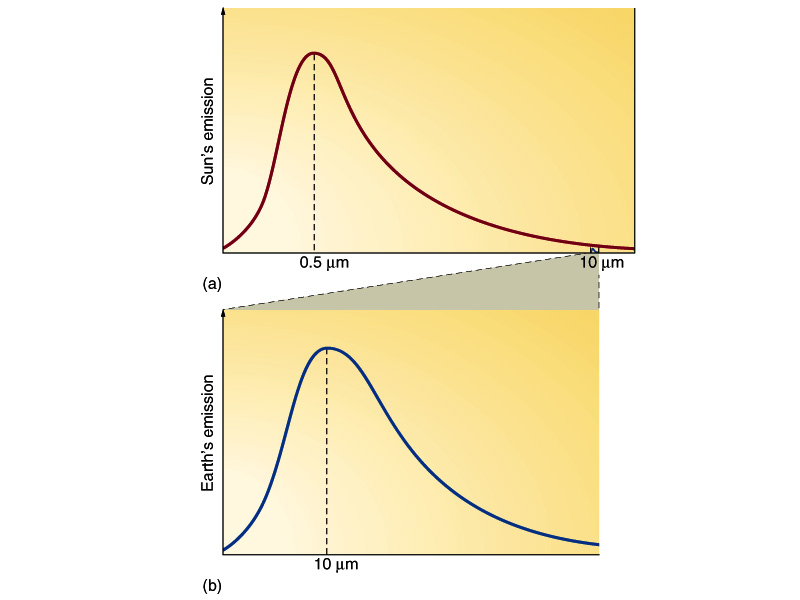 Sun's emission
0.5 μm
10 μm
(a)
Earth's emission
10 μm
(b)